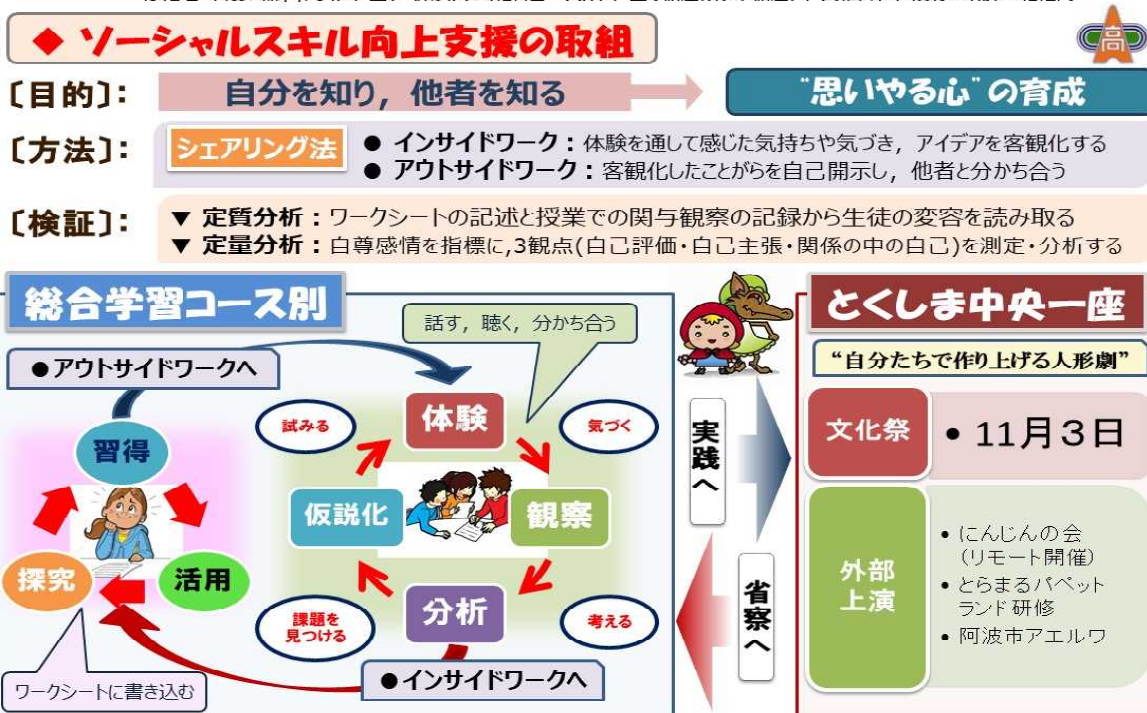 ◆ ソーシャルスキル向上支援の取組
高
〔目的〕: 自分を知り，他者を知る “思いやる心”の育成
〔方法〕: シェアリング法 ● インサイドワーク：体験を通して感じた気持ちや気づき，アイデアを客観化する
● アウトサイドワーク：客観化したことがらを自己開示し，他者と分かち合う
〔検証〕: ▼ 定質分析：ワークシートの記述と授業での関与観察の記録から生徒の変容を読み取る
▼ 定量分析：自尊感情を指標に,3観点(自己評価・自己主張・関係の中の自己)を測定・分析する
総合学習コース別
話す，聴く，分かち合う
●アウトサイドワークへ
習得
活用
探究
ワークシートに書き込む
体験
気づく
観察
考える
分析
課題を
見つける
仮説化
試みる
●インサイドワークへ
実践へ
省察へ
とくしま中央一座
“自分たちで作り上げる人形劇”
文化祭
• 11月３日
外部
上演
• にんじんの会
(リモート開催)
• とらまるパペット
ランド研修
• 阿波市アエルワ